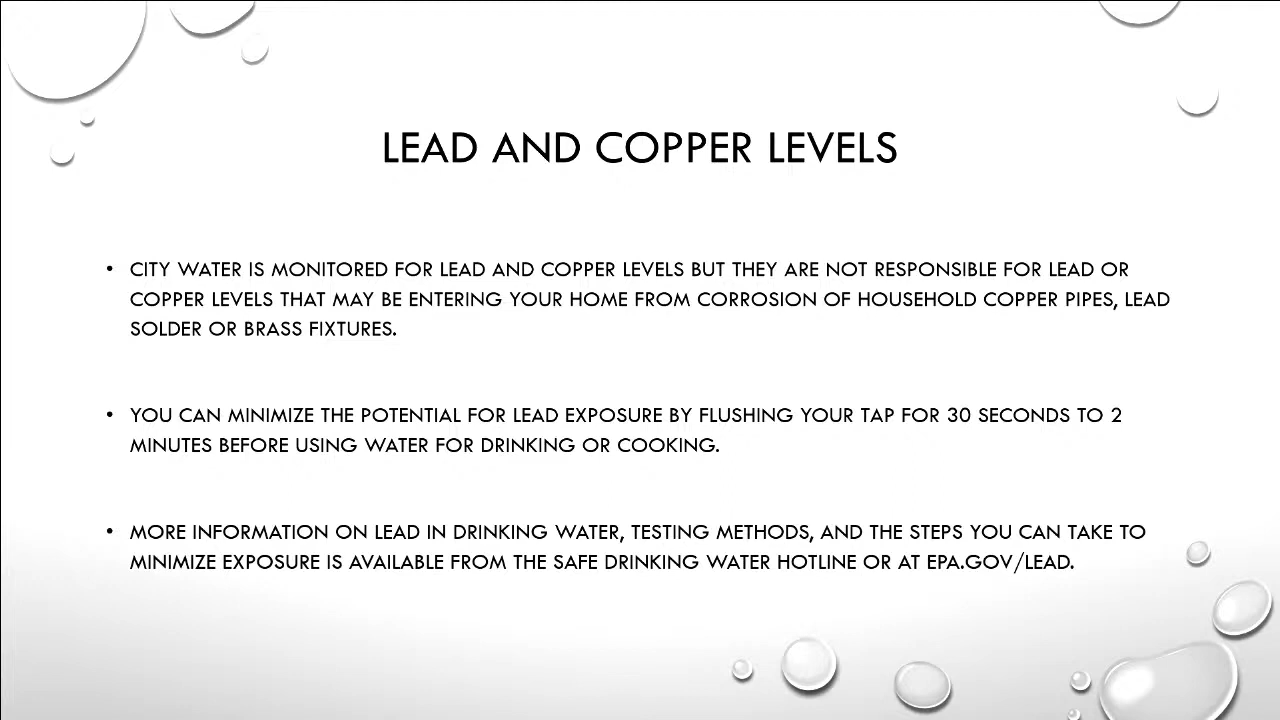 LEAD AND COPPER LEVELS
• CITY WATER IS MONITORED FOR LEAD AND COPPER LEVELS BUT THEY ARE NOT RESPONSIBLE FOR LEAD OR
COPPER LEVELS THAT MAY BE ENTERING YOUR HOME FROM CORROSION OF HOUSEHOLD COPPER PIPES, LEAD
SOLDER OR BRASS FIXTURES.
• YOU CAN MINIMIZE THE POTENTIAL FOR LEAD EXPOSURE BY FLUSHING YOUR TAP FOR 30 SECONDS TO 2
MINUTES BEFORE USING WATER FOR DRINKING OR COOKING.
• MORE INFORMATION ON LEAD IN DRINKING WATER, TESTING METHODS, AND THE STEPS YOU CAN TAKE TO
MINIMIZE EXPOSURE IS AVAILABLE FROM THE SAFE DRINKING WATER HOTLINE OR AT EPA.GOV/LEAD.